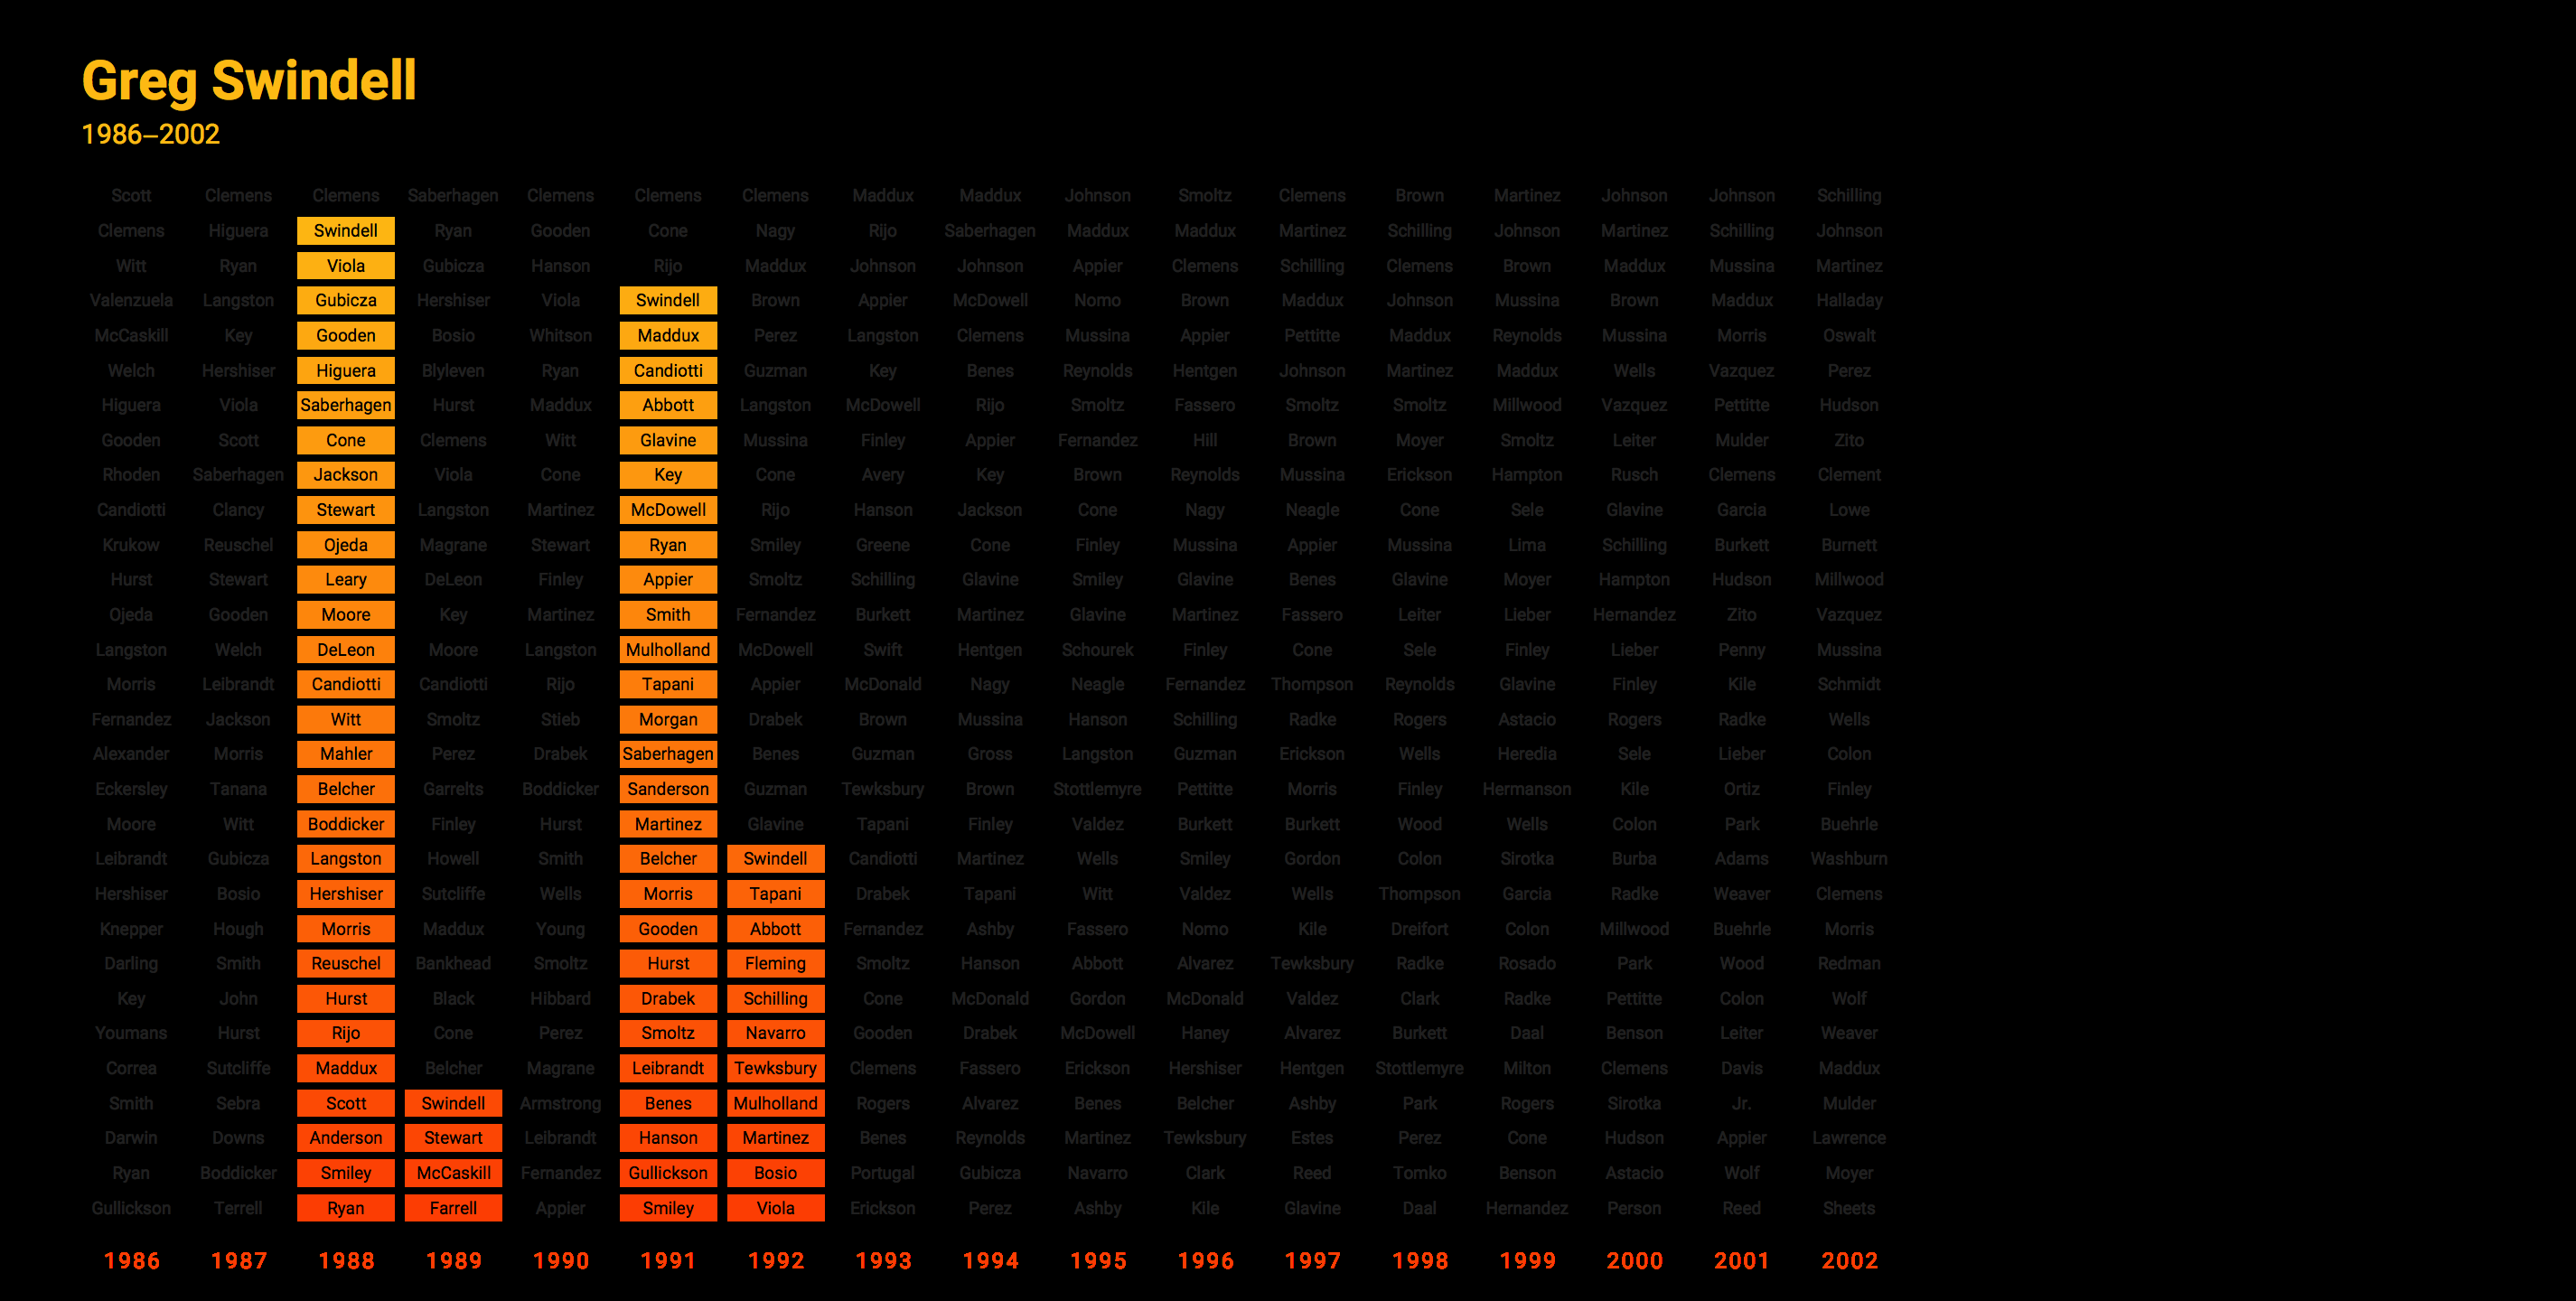 Greg Swindell
1986–2002
Scott Clemens Clemens Saberhagen Clemens Clemens Clemens Maddux Maddux Johnson Smoltz Clemens Brown Martinez Johnson Johnson Schilling
Clemens Higuera Swindell Ryan Gooden Cone Nagy Rijo Saberhagen Maddux Maddux Martinez Schilling Johnson Martinez Schilling Johnson
Witt Ryan Viola Gubicza Hanson Rijo Maddux Johnson Johnson Appier Clemens Schilling Clemens Brown Maddux Mussina Martinez
Valenzuela Langston Gubicza Hershiser Viola Swindell Brown Appier McDowell Nomo Brown Maddux Johnson Mussina Brown Maddux Halladay
McCaskill Key Gooden Bosio Whitson Maddux Perez Langston Clemens Mussina Appier Pettitte Maddux Reynolds Mussina Morris Oswalt
Welch Hershiser Higuera Blyleven Ryan Candiotti Guzman Key Benes Reynolds Hentgen Johnson Martinez Maddux Wells Vazquez Perez
Higuera Viola Saberhagen Hurst Maddux Abbott Langston McDowell Rijo Smoltz Fassero Smoltz Smoltz Millwood Vazquez Pettitte Hudson
Gooden Scott Cone Clemens Witt Glavine Mussina Finley Appier Fernandez Hill Brown Moyer Smoltz Leiter Mulder Zito
Rhoden Saberhagen Jackson Viola Cone Key Cone Avery Key Brown Reynolds Mussina Erickson Hampton Rusch Clemens Clement
Candiotti Clancy Stewart Langston Martinez McDowell Rijo Hanson Jackson Cone Nagy Neagle Cone Sele Glavine Garcia Lowe
Krukow Reuschel Ojeda Magrane Stewart Ryan Smiley Greene Cone Finley Mussina Appier Mussina Lima Schilling Burkett Burnett
Hurst Stewart Leary DeLeon Finley Appier Smoltz Schilling Glavine Smiley Glavine Benes Glavine Moyer Hampton Hudson Millwood
Ojeda Gooden Moore Key Martinez Smith Fernandez Burkett Martinez Glavine Martinez Fassero Leiter Lieber Hernandez Zito Vazquez
Langston Welch DeLeon Moore Langston Mulholland McDowell Swift Hentgen Schourek Finley Cone Sele Finley Lieber Penny Mussina
Morris Leibrandt Candiotti Candiotti Rijo Tapani Appier McDonald Nagy Neagle Fernandez Thompson Reynolds Glavine Finley Kile Schmidt
Fernandez Jackson Witt Smoltz Stieb Morgan Drabek Brown Mussina Hanson Schilling Radke Rogers Astacio Rogers Radke Wells
Alexander Morris Mahler Perez Drabek Saberhagen Benes Guzman Gross Langston Guzman Erickson Wells Heredia Sele Lieber Colon
Eckersley Tanana Belcher Garrelts Boddicker Sanderson Guzman Tewksbury Brown Stottlemyre Pettitte Morris Finley Hermanson Kile Ortiz Finley
Moore Witt Boddicker Finley Hurst Martinez Glavine Tapani Finley Valdez Burkett Burkett Wood Wells Colon Park Buehrle
Leibrandt Gubicza Langston Howell Smith Belcher Swindell Candiotti Martinez Wells Smiley Gordon Colon Sirotka Burba Adams Washburn
Hershiser Bosio Hershiser Sutcliffe Wells Morris Tapani Drabek Tapani Witt Valdez Wells Thompson Garcia Radke Weaver Clemens
Knepper Hough Morris Maddux Young Gooden Abbott Fernandez Ashby Fassero Nomo Kile Dreifort Colon Millwood Buehrle Morris
Darling Smith Reuschel Bankhead Smoltz Hurst Fleming Smoltz Hanson Abbott Alvarez Tewksbury Radke Rosado Park Wood Redman
Key John Hurst Black Hibbard Drabek Schilling Cone McDonald Gordon McDonald Valdez Clark Radke Pettitte Colon Wolf
Youmans Hurst Rijo Cone Perez Smoltz Navarro Gooden Drabek McDowell Haney Alvarez Burkett Daal Benson Leiter Weaver
Correa Sutcliffe Maddux Belcher Magrane Leibrandt Tewksbury Clemens Fassero Erickson Hershiser Hentgen Stottlemyre Milton Clemens Davis Maddux
Smith Sebra Scott Swindell Armstrong Benes Mulholland Rogers Alvarez Benes Belcher Ashby Park Rogers Sirotka Jr. Mulder
Darwin Downs Anderson Stewart Leibrandt Hanson Martinez Benes Reynolds Martinez Tewksbury Estes Perez Cone Hudson Appier Lawrence
Ryan Boddicker Smiley McCaskill Fernandez Gullickson Bosio Portugal Gubicza Navarro Clark Reed Tomko Benson Astacio Wolf Moyer
Gullickson Terrell Ryan Farrell Appier Smiley Viola Erickson Perez Ashby Kile Glavine Daal Hernandez Person Reed Sheets
1986 1987 1988 1989 1990 1991 1992 1993 1994 1995 1996 1997 1998 1999 2000 2001 2002